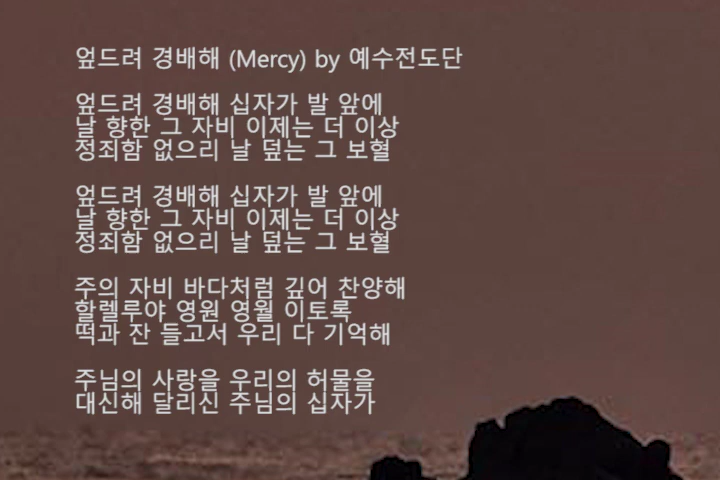 엎드려 경배해 (Mercy) by 예수전도단
엎드려 경배해 십자가 발 앞에
날 향한 그 자비 이제는 더 이상
정죄함 없으리 날 덮는 그 보혈
엎드려 경배해 십자가 발 앞에
날 향한 그 자비 이제는 더 이상
정죄함 없으리 날 덮는 그 보혈
주의 자비 바다처럼 깊어 찬양해
할렐루야 영원 영월 이토록
떡과 잔 들고서 우리 다 기억해
주님의 사랑을 우리의 허물을
대신해 달리신 주님의 십자가